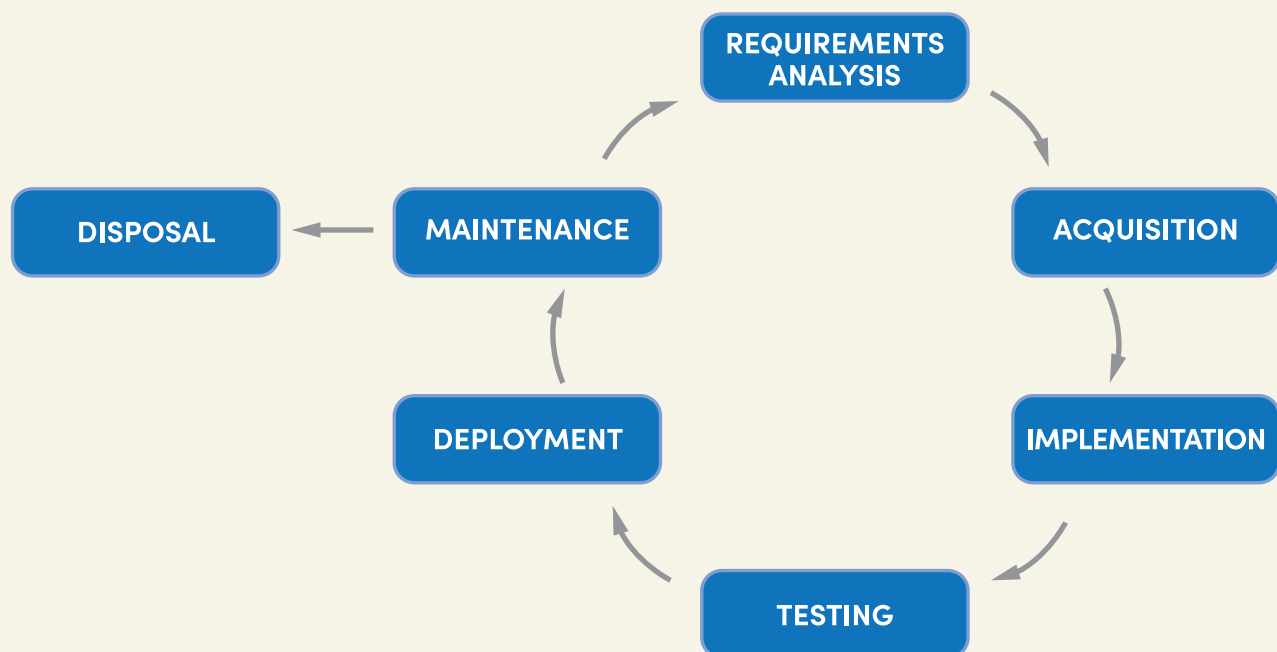 REQUIREMENTS
ANALYSIS
ACQUISITION
IMPLEMENTATION
TESTING
DEPLOYMENT
MAINTENANCE
DISPOSAL